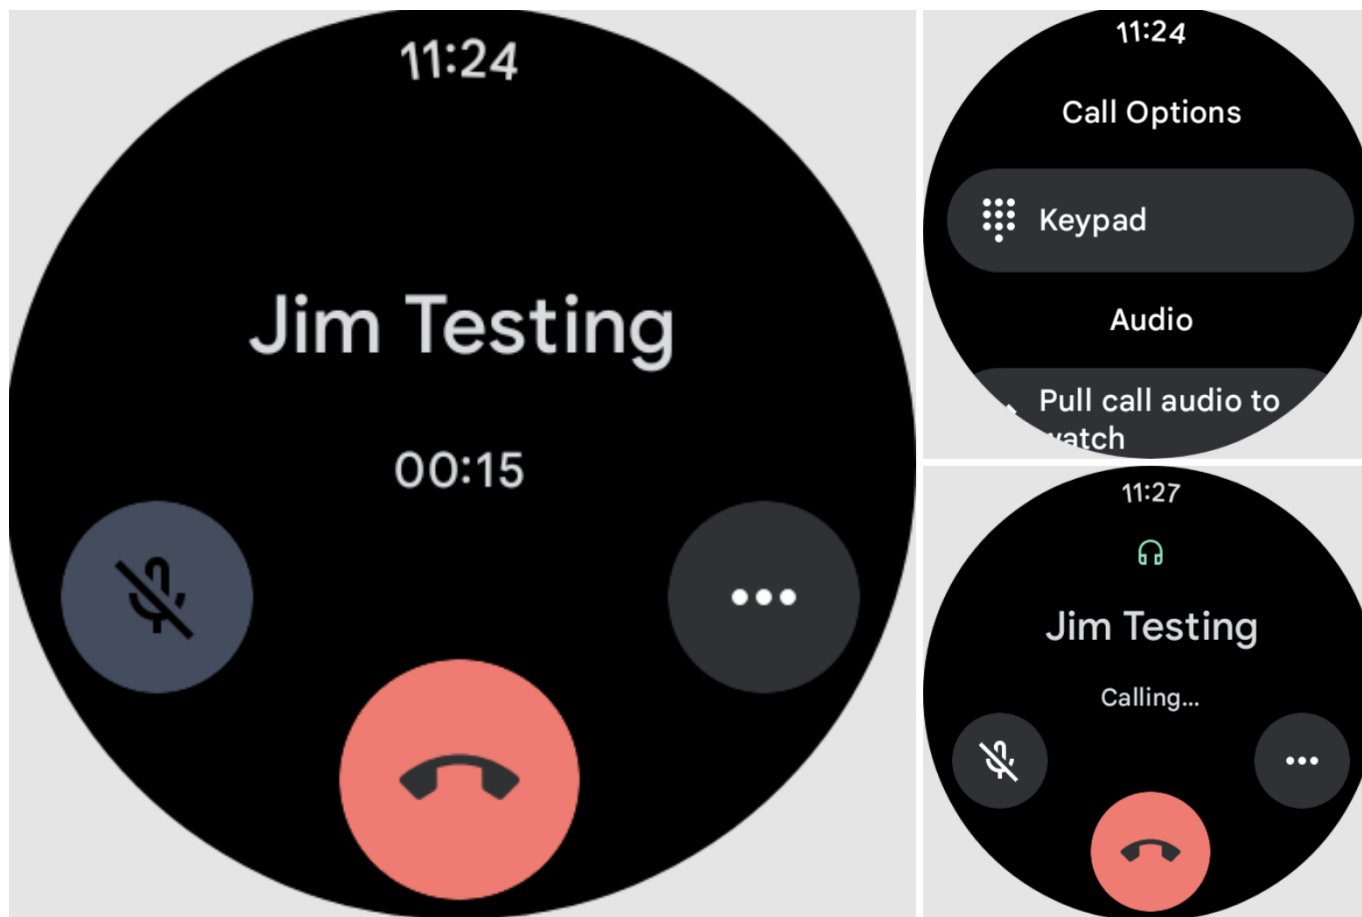 11:24
Jim Testing
00:15
11:24
Call Options
Keypad
Audio
Pull call audio to
watch
11:27
Jim Testing
Calling...